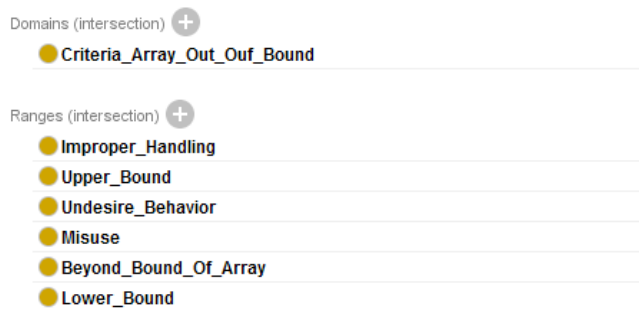 Domains (intersection)
Criteria_Array_Out_Ouf_Bound
Ranges (intersection)
Improper_Handling
Upper_Bound
Undesire_Behavior
Misuse
Beyond_Bound_Of_Array
Lower_Bound